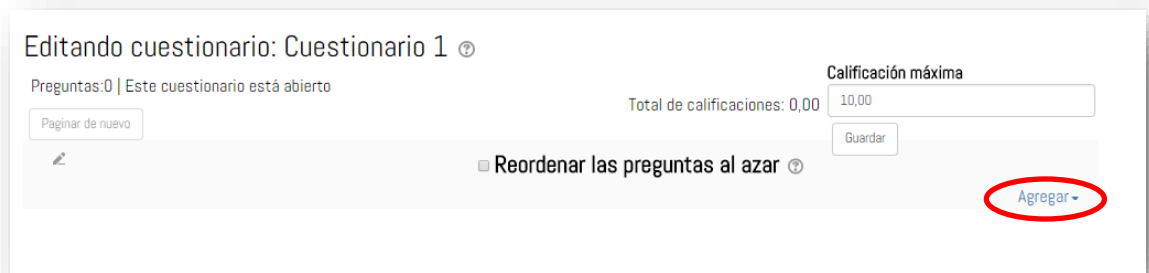 Editando cuestionario: Cuestionario 1
Preguntas:0 | Este cuestionario está abierto
Calificación máxima
Total de calificaciones: 0,00
10,00
Paginar de nuevo
Guardar
Reordenar las preguntas al azar
Agregar